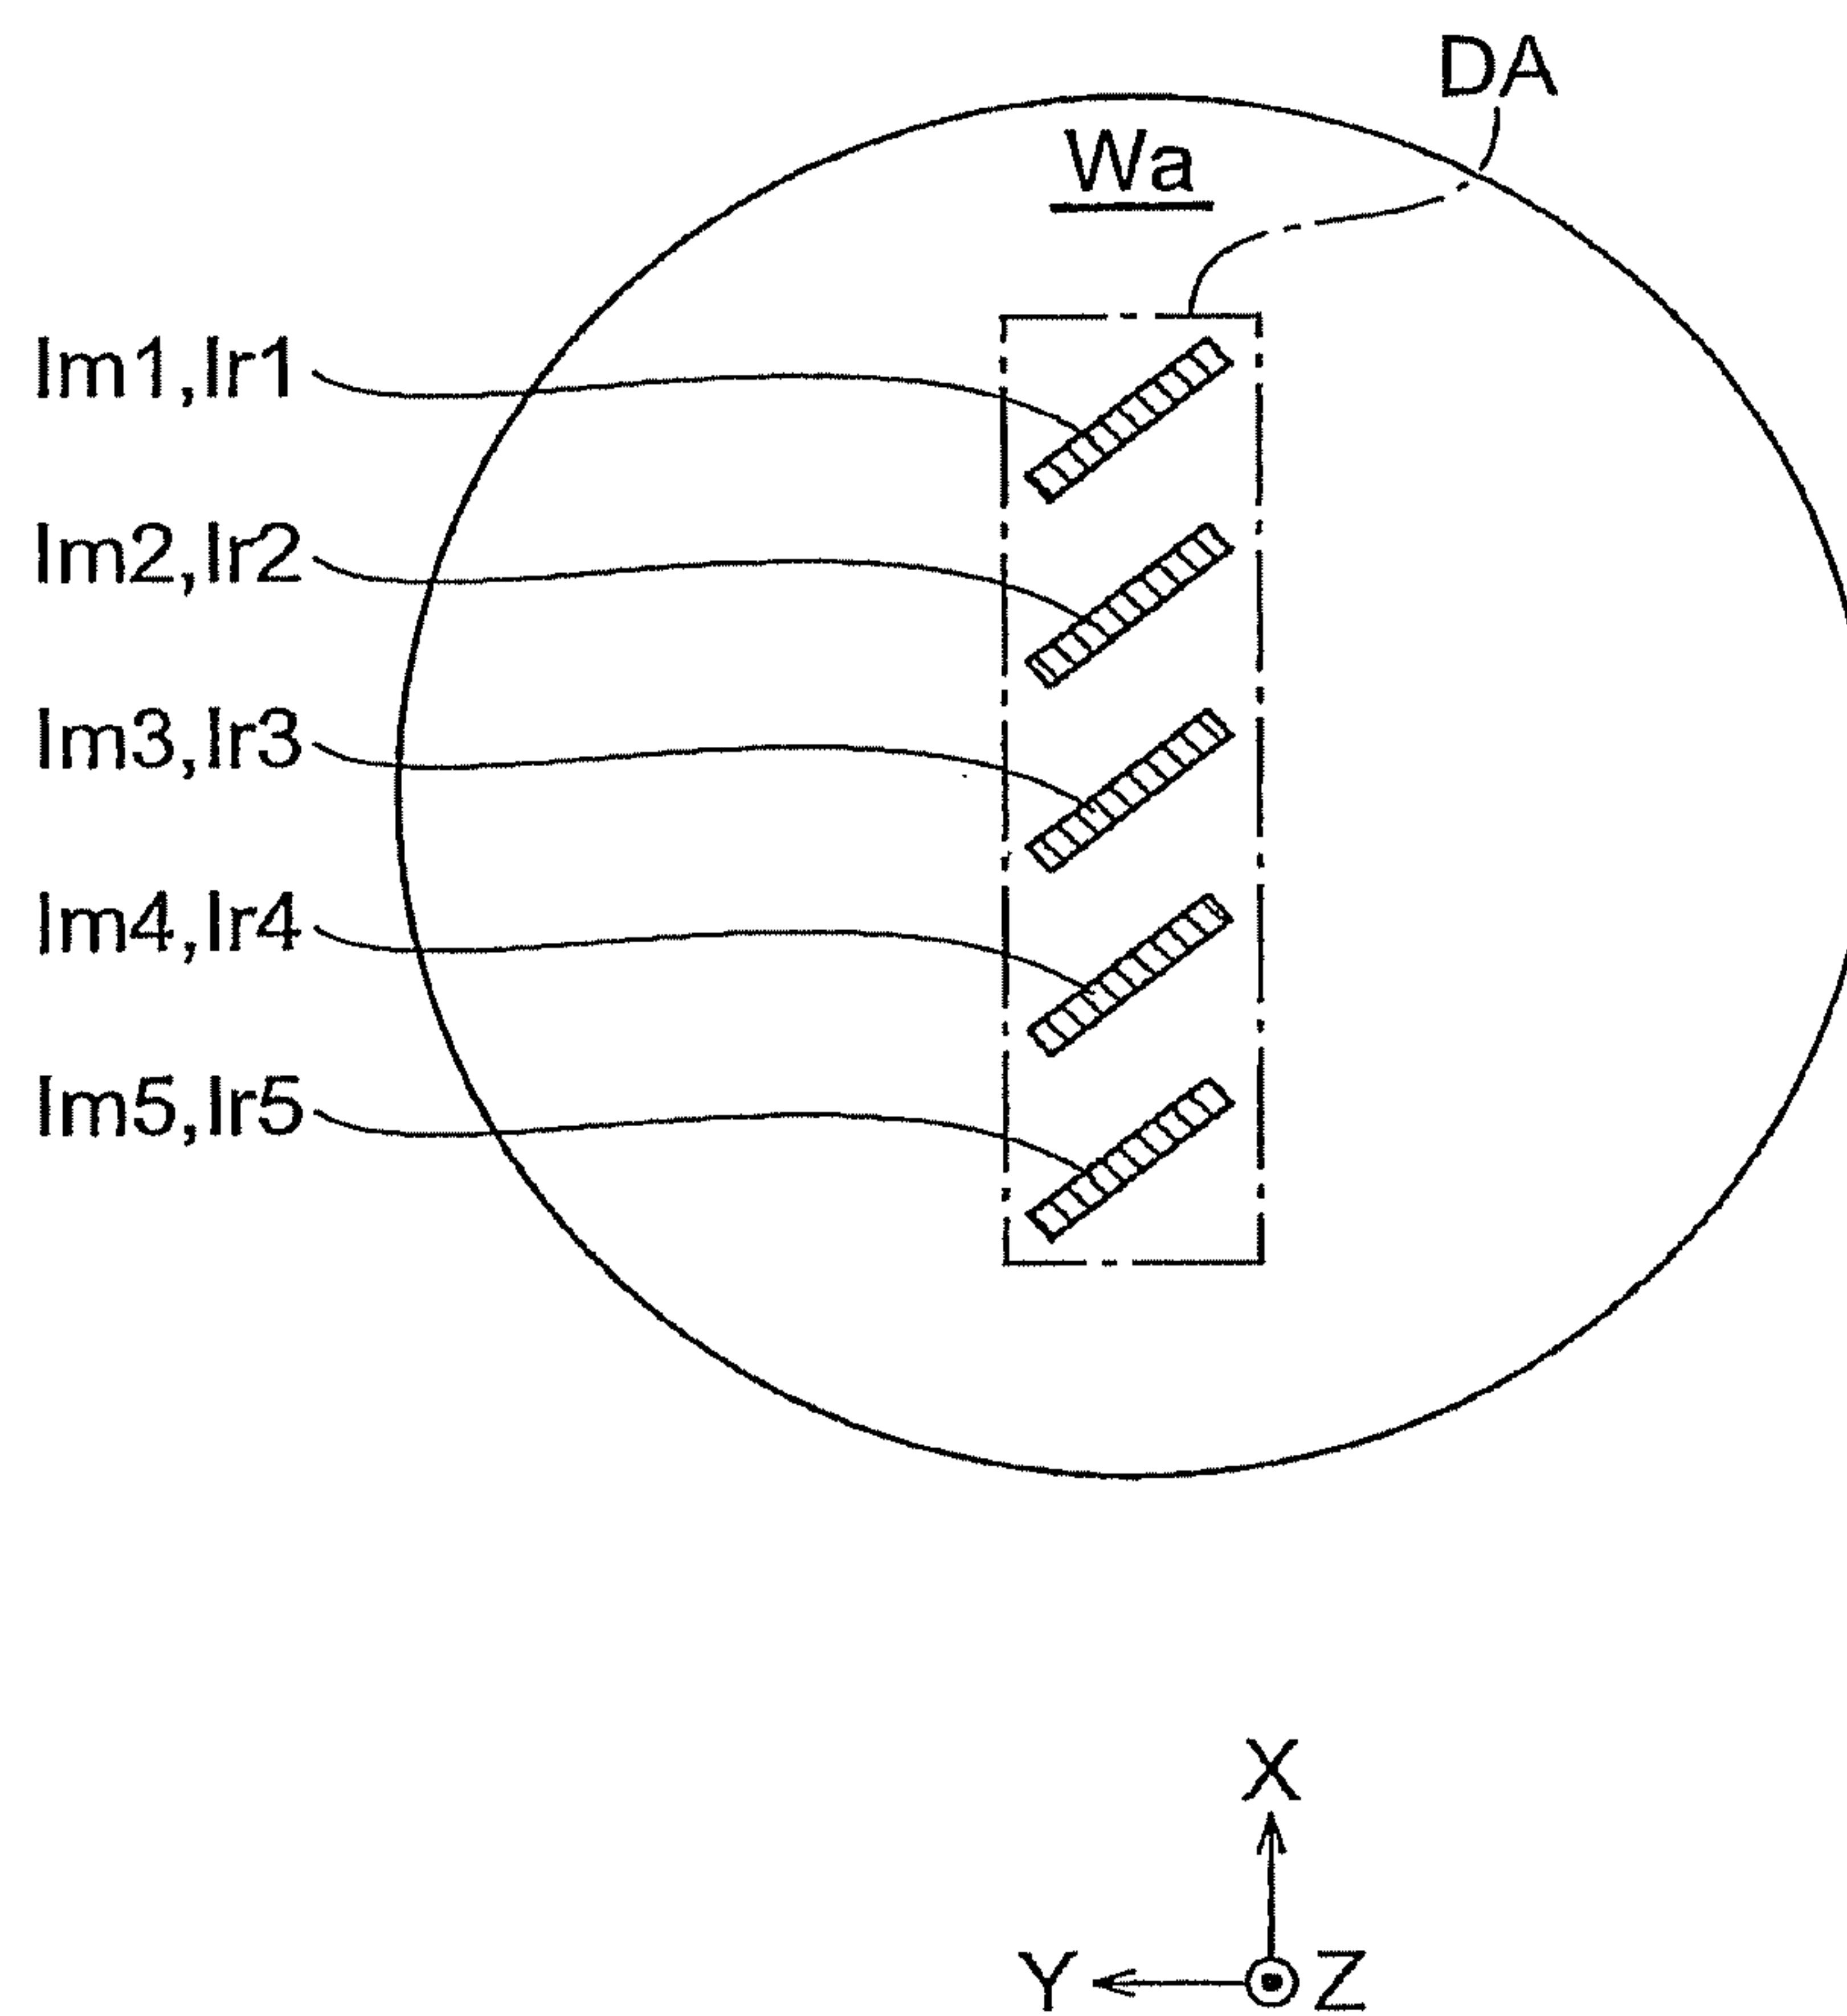 DA
Wa
Im1,Ir1
Im2,Ir2
Im3,Ir3
Im4,Ir4
Im5,Ir5
X
Y
Z